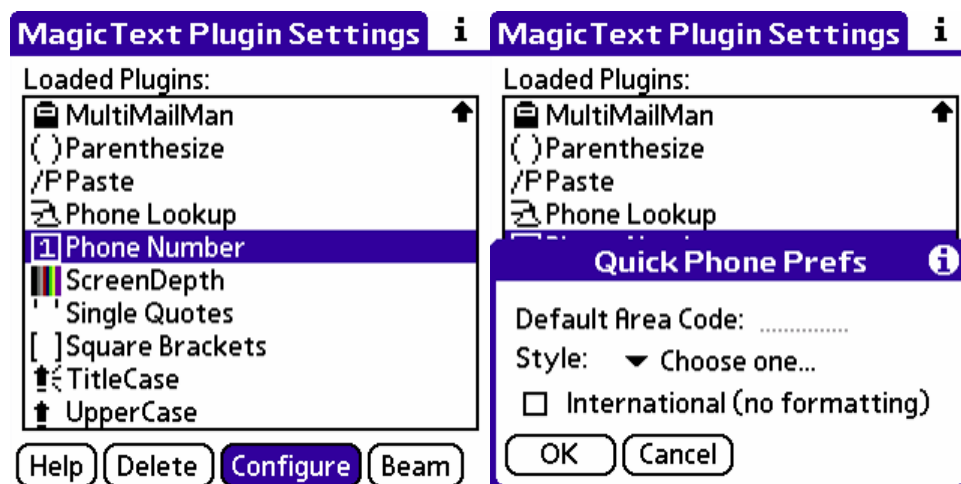 MagicText Plugin Settings i
Loaded Plugins:
MultiMailMan
( ) Parenthesize
/P Paste
Phone Lookup
1 Phone Number
ScreenDepth
' ' Single Quotes
[ ] Square Brackets
TitleCase
UpperCase
Help Delete Configure Beam
MagicText Plugin Settings i
Loaded Plugins:
MultiMailMan
( ) Parenthesize
/P Paste
Phone Lookup
Quick Phone Prefs i
Default Area Code:
Style: Choose one...
International (no formatting)
OK Cancel